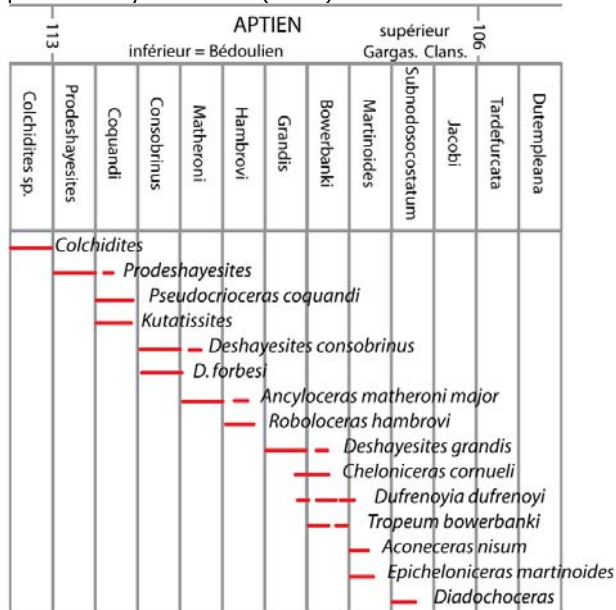 113
APTIEN
inférieur = Bédoulien
supérieur
Gargas. Clans.
106
Colchidites sp.
Prodeshayesites
Coquandi
Consobrinus
Matheroni
Hambrovi
Grandis
Bowerbanki
Martinoides
Subnodosocostatum
Jacobi
Tardefurcata
Dutempleana
Colchidites
Prodeshayesites
Pseudocrioceras coquandi
Kutatissites
Deshayesites consobrinus
D. forbesi
Ancyloceras matheroni major
Roboloceras hambrovi
Deshayesites grandis
Cheloniceras cornueli
Dufrenoyia dufrenoyi
Tropeum bowerbanki
Aconeceras nisum
Epicheloniceras martinoides
Diadochoceras